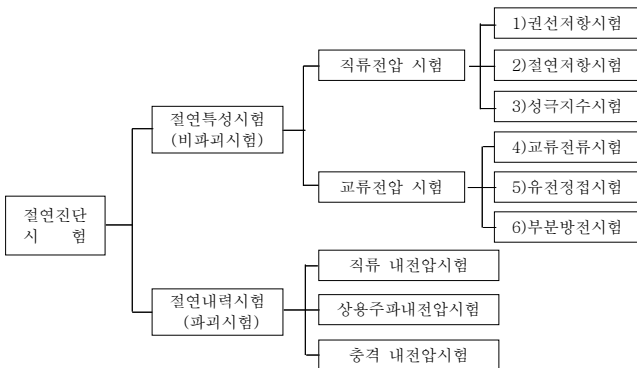 절연진단
시 험
절연특성시험
(비파괴시험)
직류전압 시험
1)권선저항시험
2)절연저항시험
3)성극지수시험
교류전압 시험
4)교류전류시험
5)유전정접시험
6)부분방전시험
절연내력시험
(파괴시험)
직류 내전압시험
상용주파내전압시험
충격 내전압시험